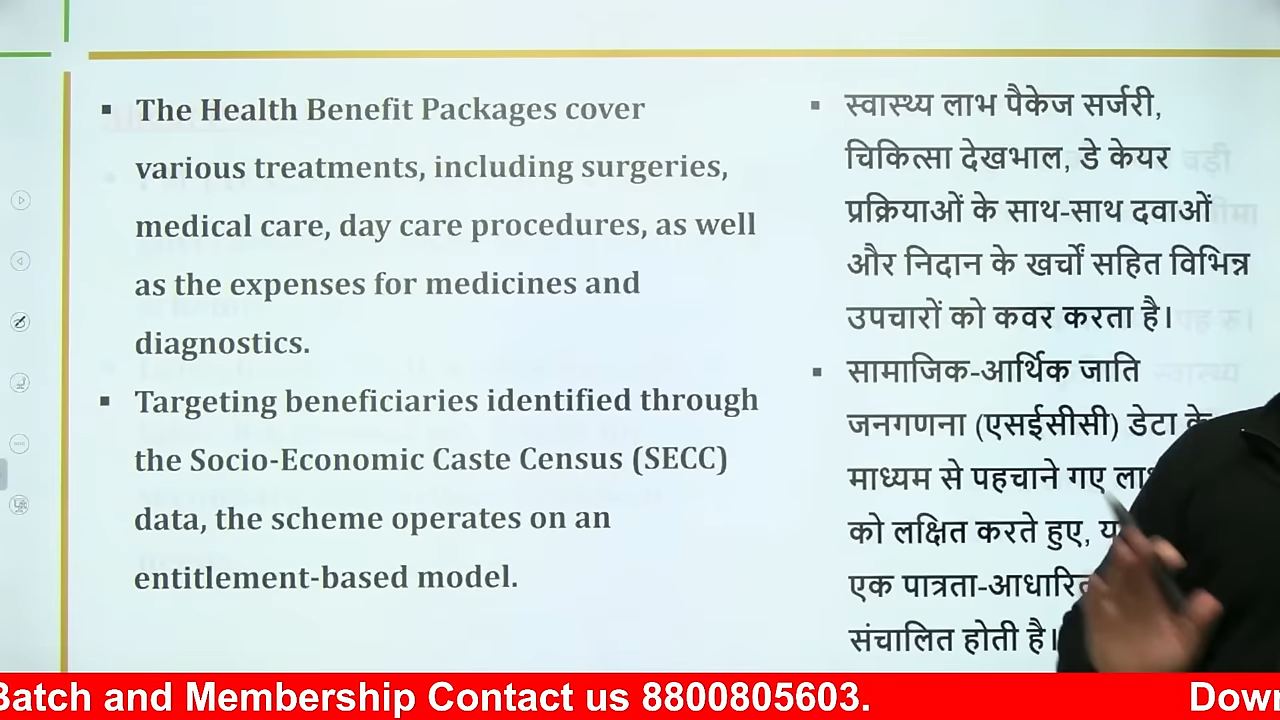 The Health Benefit Packages cover
various treatments, including surgeries,
medical care, day care procedures, as well
as the expenses for medicines and
diagnostics.
Targeting beneficiaries identified through
the Socio-Economic Caste Census (SECC)
data, the scheme operates on an
entitlement-based model.
स्वास्थ्य लाभ पैकेज सर्जरी,
चिकित्सा देखभाल, डे केयर
प्रक्रियाओं के साथ-साथ दवाओं
और निदान के खर्चों सहित विभिन्न
उपचारों को कवर करता है।
सामाजिक-आर्थिक जाति
जनगणना (एसईसीसी) डेटा के
माध्यम से पहचाने गए
को लक्षित करते हुए,
एक पात्रता-आधारित
संचालित होती है।
Batch and Membership Contact us 8800805603.